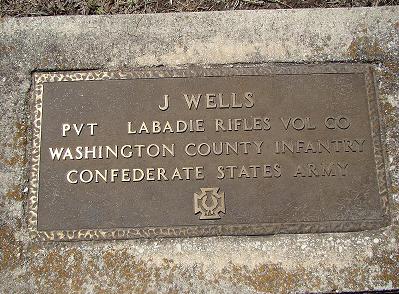 J WELLS
PVT LABADIE RIFLES VOL CO
WASHINGTON COUNTY INFANTRY
CONFEDERATE STATES ARMY